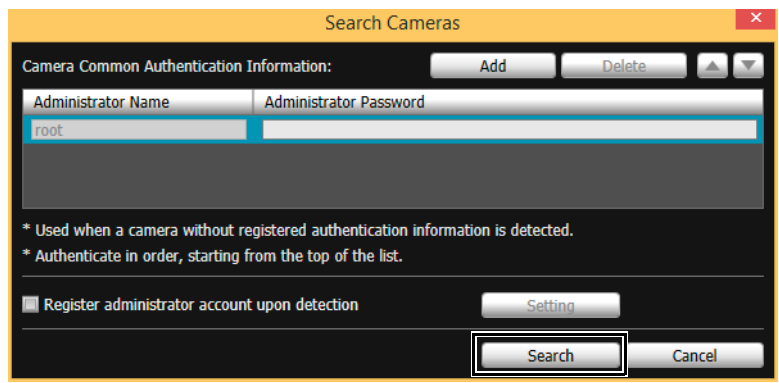 Search Cameras
Camera Common Authentication Information: Add Delete
Administrator Name Administrator Password
root
* Used when a camera without registered authentication information is detected.
* Authenticate in order, starting from the top of the list.
Register administrator account upon detection Setting
Search Cancel